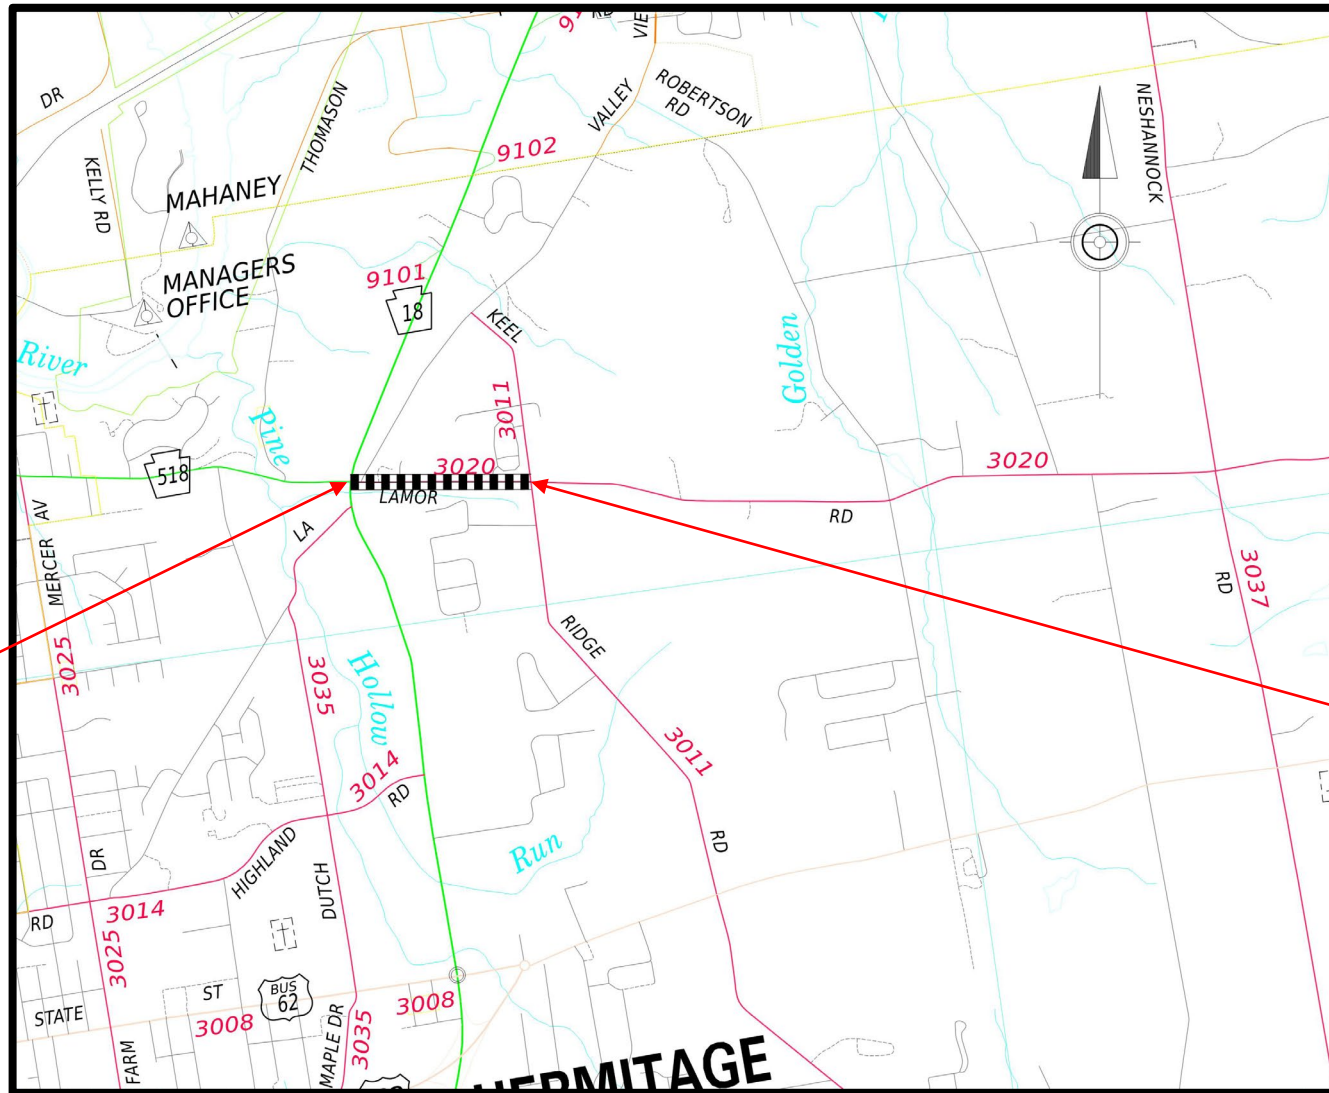 RD
VIE
DR
VALLEY
ROBERTSON
RD
NESHANNOCK
THOMASON
9102
KELLY RD
MAHANEY
MANAGERS
OFFICE
9101
18
KEEL
River
Golden
3011
Pine
518
3020
3020
LAMOR
RD
LA
AV
MERCER
RD
3037
3025
3035
Hollow
RIDGE
3011
3014
RD
RD
DR
HIGHLAND
Run
DUTCH
3014
RD
3025
ST
BUS
62
3008
3008
STATE
MAPLE DR
3035
FARM
HERMITAGE